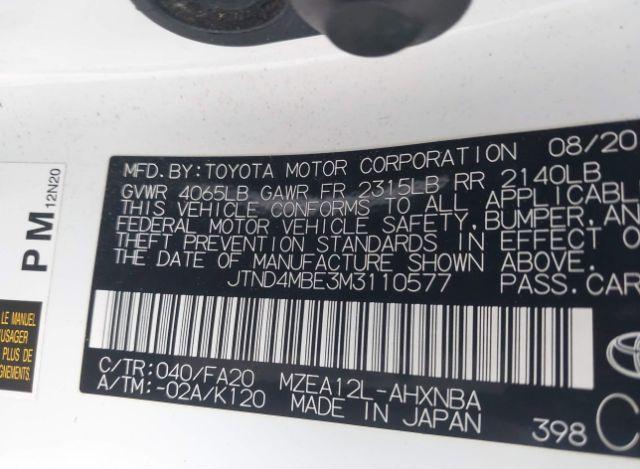 MFD. BY: TOYOTA MOTOR CORPORATION 08/20
GVWR 4065LB GAWR FR 2315LB RR 2140LB
THIS VEHICLE CONFORMS TO ALL APPLICABLE
FEDERAL MOTOR VEHICLE SAFETY, BUMPER, AN
THEFT PREVENTION STANDARDS IN EFFECT O
THE DATE OF MANUFACTURE SHOWN ABOVE.
JTND4MBE3M3110577 PASS. CAR
C/TR: 040/FA20 MZEA12L-AHXNBA
A/TM: -02A/K120 MADE IN JAPAN 398 C
PM 12N20
LE MANUEL
'USAGER
PLUS DE
GNEMENTS.